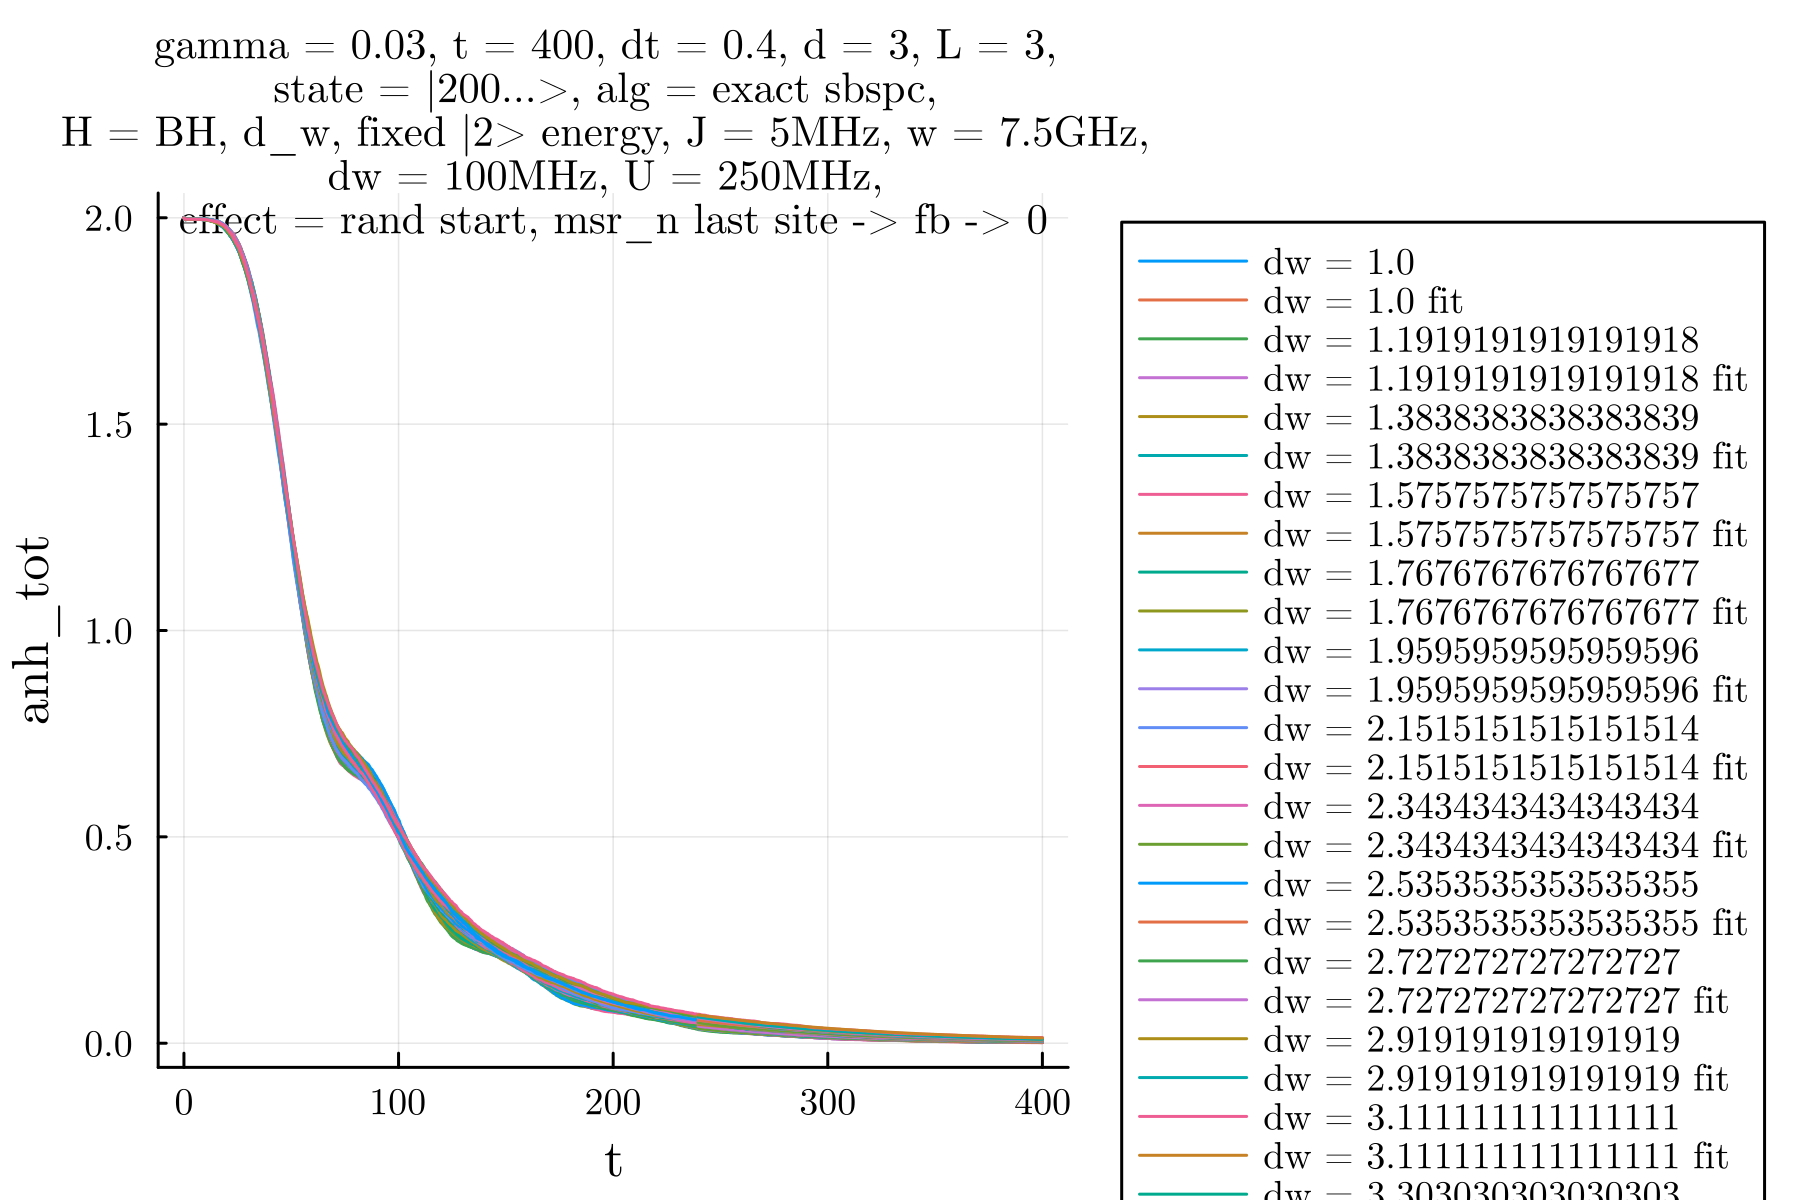 gamma = 0.03, t = 400, dt = 0.4, d = 3, L = 3,
state = |200...>, alg = exact sbspc,
H = BH, d_w, fixed |2> energy, J = 5MHz, w = 7.5GHz,
dw = 100MHz, U = 250MHz,
effect = rand start, msr_n last site -> fb -> 0
2.0
1.5
1.0
0.5
0.0
anh_tot
0 100 200 300 400
t
dw = 1.0
dw = 1.0 fit
dw = 1.1919191919191918
dw = 1.1919191919191918 fit
dw = 1.3838383838383839
dw = 1.3838383838383839 fit
dw = 1.5757575757575757
dw = 1.5757575757575757 fit
dw = 1.7676767676767677
dw = 1.7676767676767677 fit
dw = 1.9595959595959596
dw = 1.9595959595959596 fit
dw = 2.1515151515151514
dw = 2.1515151515151514 fit
dw = 2.3434343434343434
dw = 2.3434343434343434 fit
dw = 2.5353535353535355
dw = 2.5353535353535355 fit
dw = 2.727272727272727
dw = 2.727272727272727 fit
dw = 2.919191919191919
dw = 2.919191919191919 fit
dw = 3.111111111111111
dw = 3.111111111111111 fit
dw = 3.303030303030303